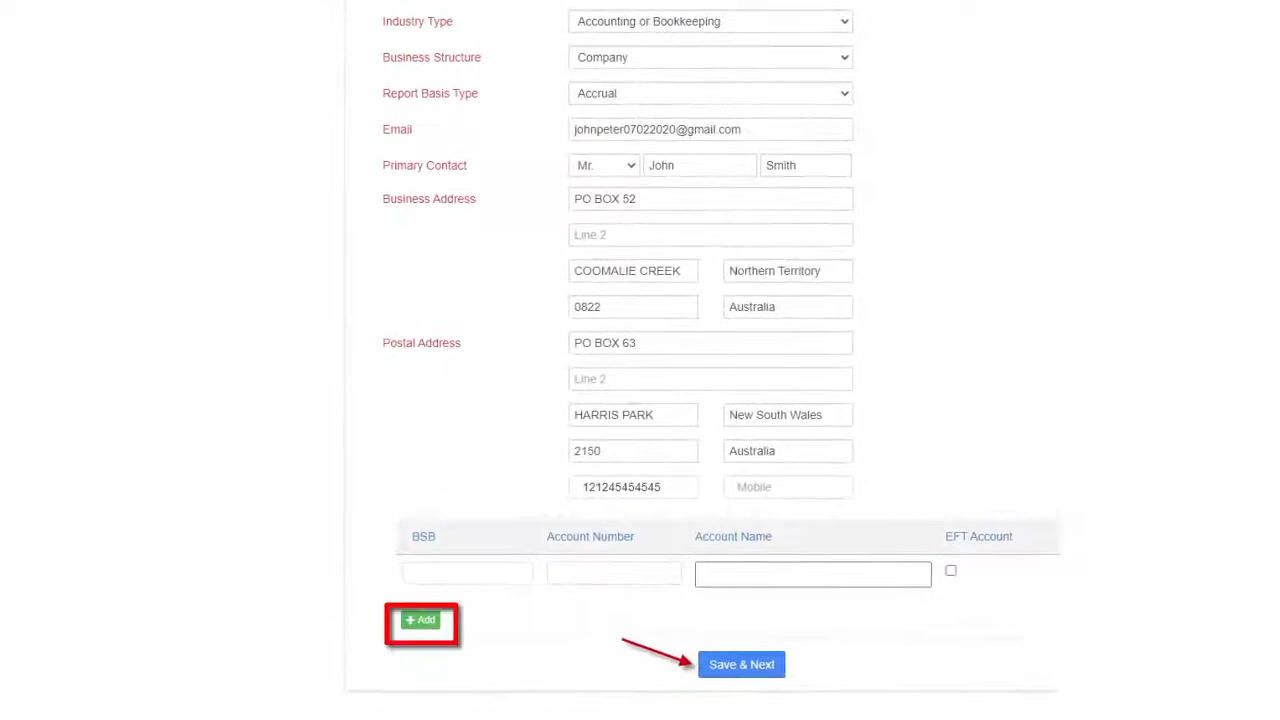 Industry Type Accounting or Bookkeeping
Business Structure Company
Report Basis Type Accrual
Email johnpeter07022020@gmail.com
Primary Contact Mr. John Smith
Business Address PO BOX 52
Line 2
COOMALIE CREEK Northern Territory
0822 Australia
Postal Address PO BOX 63
Line 2
HARRIS PARK New South Wales
2150 Australia
121245454545 Mobile
BSB Account Number Account Name EFT Account
+ Add
Save & Next